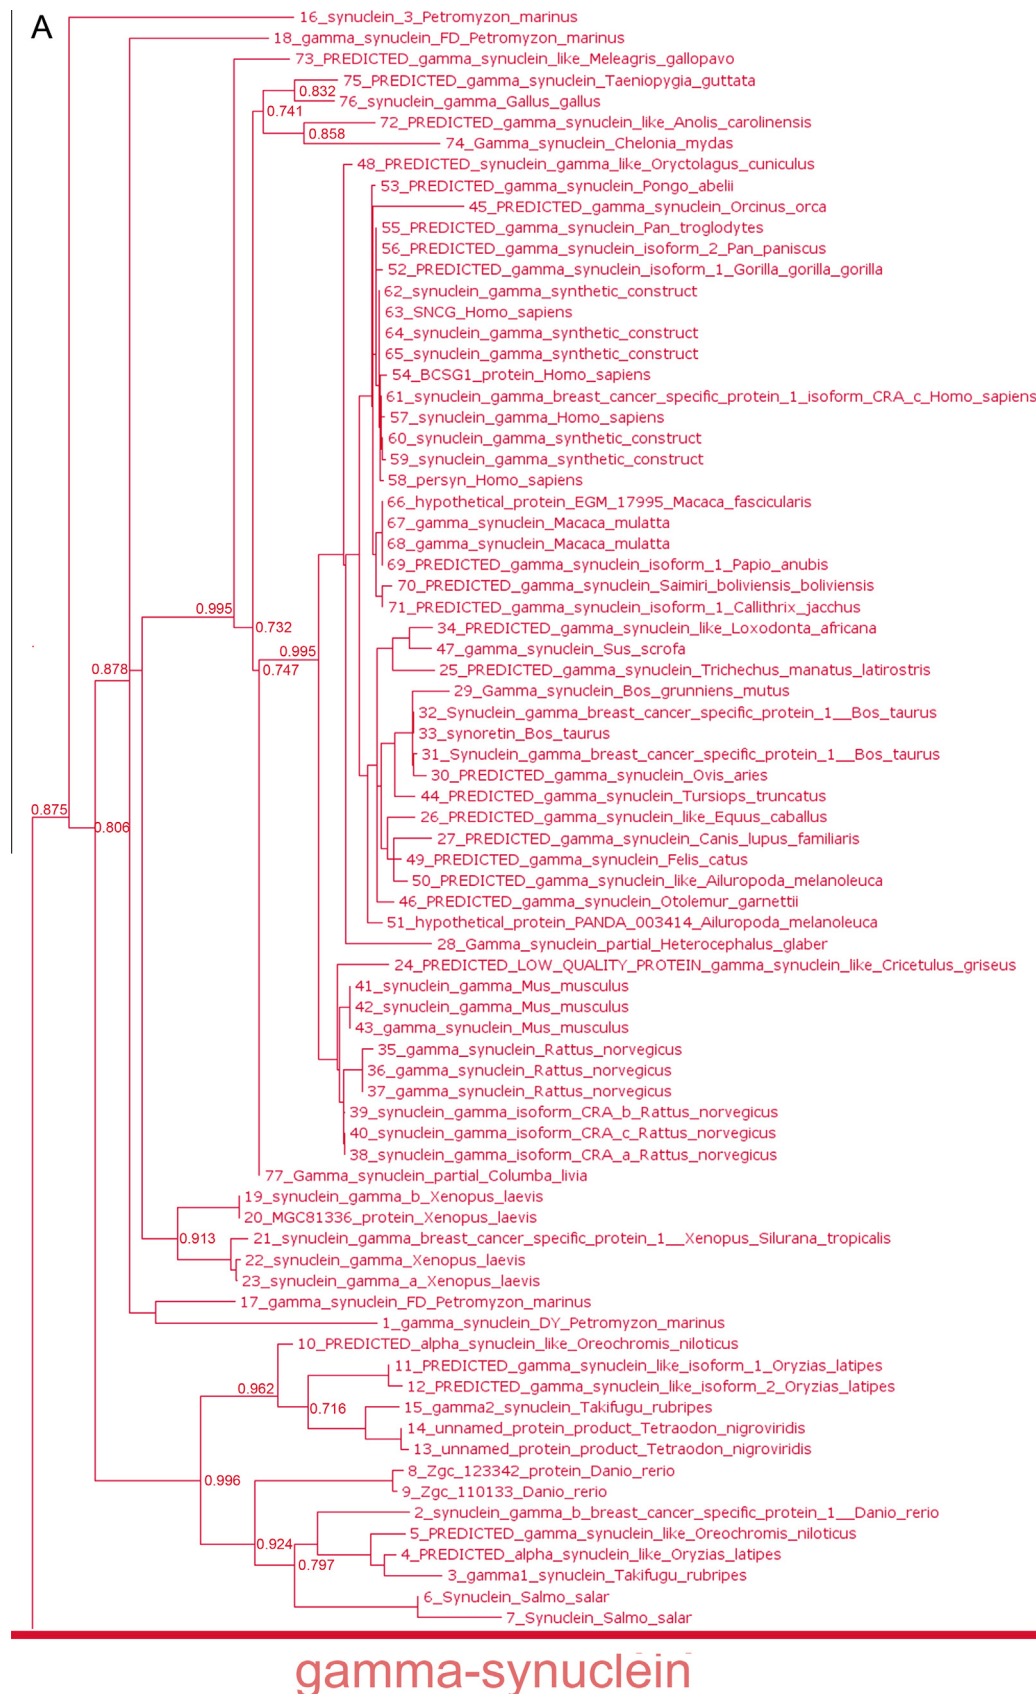 A
16_synuclein_3_Petromyzon_marinus
18_gamma_synuclein_FD_Petromyzon_marinus
73_PREDICTED_gamma_synuclein_like_Meleagris_gallopavo
75_PREDICTED_gamma_synuclein_Taeniopygia_guttata
0.832
76_synuclein_gamma_Gallus_gallus
0.741
72_PREDICTED_gamma_synuclein_like_Anolis_carolinensis
0.858
74_Gamma_synuclein_Chelonia_mydas
48_PREDICTED_synuclein_gamma_like_Oryctolagus_cuniculus
53_PREDICTED_gamma_synuclein_Pongo_abelii
45_PREDICTED_gamma_synuclein_Orcinus_orca
55_PREDICTED_gamma_synuclein_Pan_troglodytes
56_PREDICTED_gamma_synuclein_isoform_2_Pan_paniscus
52_PREDICTED_gamma_synuclein_isoform_1_Gorilla_gorilla_gorilla
62_synuclein_gamma_synthetic_construct
63_SNCG_Homo_sapiens
64_synuclein_gamma_synthetic_construct
65_synuclein_gamma_synthetic_construct
54_BCSG1_protein_Homo_sapiens
61_synuclein_gamma_breast_cancer_specific_protein_1_isoform_CRA_c_Homo_sapiens
57_synuclein_gamma_Homo_sapiens
60_synuclein_gamma_synthetic_construct
59_synuclein_gamma_synthetic_construct
58_persyn_Homo_sapiens
66_hypothetical_protein_EGM_17995_Macaca_fascicularis
67_gamma_synuclein_Macaca_mulatta
68_gamma_synuclein_Macaca_mulatta
69_PREDICTED_gamma_synuclein_isoform_1_Papio_anubis
70_PREDICTED_gamma_synuclein_Saimiri_boliviensis_boliviensis
71_PREDICTED_gamma_synuclein_isoform_1_Callithrix_jacchus
0.995
0.732
34_PREDICTED_gamma_synuclein_like_Loxodonta_africana
47_gamma_synuclein_Sus_scrofa
0.995
0.878
0.747
25_PREDICTED_gamma_synuclein_Trichechus_manatus_latirostris
29_Gamma_synuclein_Bos_grunniens_mutus
32_Synuclein_gamma_breast_cancer_specific_protein_1__Bos_taurus
33_synoretin_Bos_taurus
31_Synuclein_gamma_breast_cancer_specific_protein_1__Bos_taurus
30_PREDICTED_gamma_synuclein_Ovis_aries
44_PREDICTED_gamma_synuclein_Tursiops_truncatus
0.875
26_PREDICTED_gamma_synuclein_like_Equus_caballus
0.806
27_PREDICTED_gamma_synuclein_Canis_lupus_familiaris
49_PREDICTED_gamma_synuclein_Felis_catus
50_PREDICTED_gamma_synuclein_like_Ailuropoda_melanoleuca
46_PREDICTED_gamma_synuclein_Otolemur_garnettii
51_hypothetical_protein_PANDA_003414_Ailuropoda_melanoleuca
28_Gamma_synuclein_partial_Heterocephalus_glaber
24_PREDICTED_LOW_QUALITY_PROTEIN_gamma_synuclein_like_Cricetulus_griseus
41_synuclein_gamma_Mus_musculus
42_synuclein_gamma_Mus_musculus
43_gamma_synuclein_Mus_musculus
35_gamma_synuclein_Rattus_norvegicus
36_gamma_synuclein_Rattus_norvegicus
37_gamma_synuclein_Rattus_norvegicus
39_synuclein_gamma_isoform_CRA_b_Rattus_norvegicus
40_synuclein_gamma_isoform_CRA_c_Rattus_norvegicus
38_synuclein_gamma_isoform_CRA_a_Rattus_norvegicus
77_Gamma_synuclein_partial_Columba_livia
19_synuclein_gamma_b_Xenopus_laevis
20_MGC81336_protein_Xenopus_laevis
0.913
21_synuclein_gamma_breast_cancer_specific_protein_1__Xenopus_Silurana_tropicalis
22_synuclein_gamma_Xenopus_laevis
23_synuclein_gamma_a_Xenopus_laevis
17_gamma_synuclein_FD_Petromyzon_marinus
1_gamma_synuclein_DY_Petromyzon_marinus
10_PREDICTED_alpha_synuclein_like_Oreochromis_niloticus
11_PREDICTED_gamma_synuclein_like_isoform_1_Oryzias_latipes
0.962
12_PREDICTED_gamma_synuclein_like_isoform_2_Oryzias_latipes
0.716
15_gamma2_synuclein_Takifugu_rubripes
14_unnamed_protein_product_Tetraodon_nigroviridis
13_unnamed_protein_product_Tetraodon_nigroviridis
8_Zgc_123342_protein_Danio_rerio
0.996
9_Zgc_110133_Danio_rerio
2_synuclein_gamma_b_breast_cancer_specific_protein_1__Danio_rerio
5_PREDICTED_gamma_synuclein_like_Oreochromis_niloticus
0.924
4_PREDICTED_alpha_synuclein_like_Oryzias_latipes
0.797
3_gamma1_synuclein_Takifugu_rubripes
6_Synuclein_Salmo_salar
7_Synuclein_Salmo_salar
gamma-synuclein